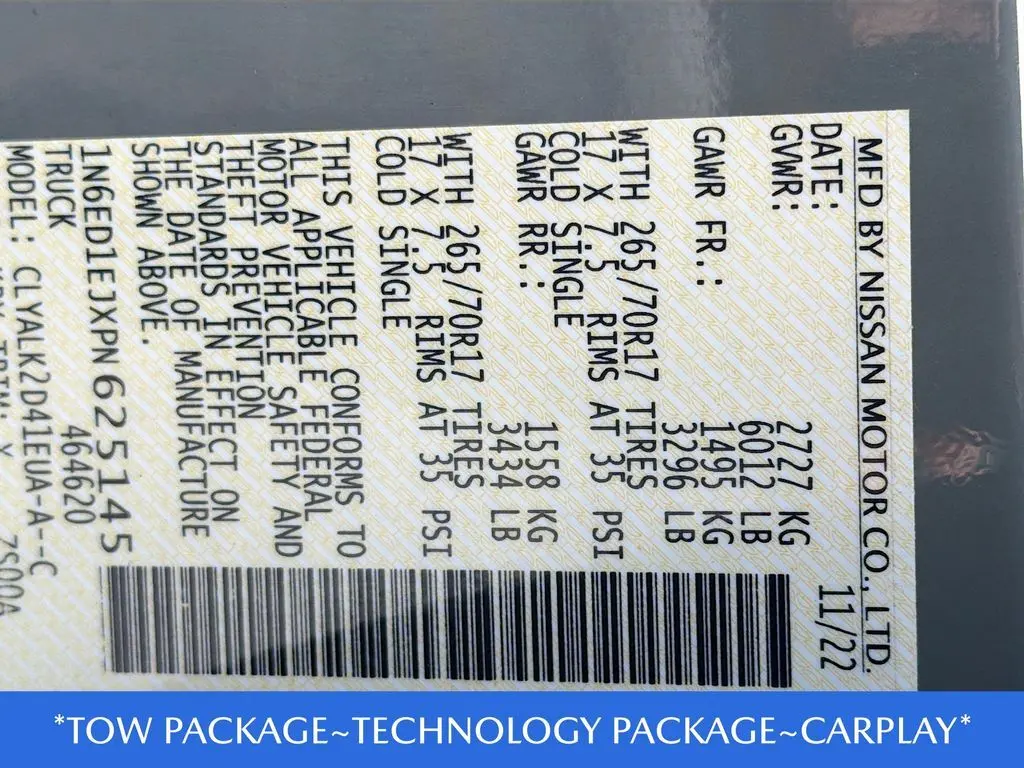 MFD BY NISSAN MOTOR CO., LTD.
DATE: 11/22
GVWR: 2727 KG
6012 LB
GAWR FR.: 1495 KG
3296 LB
WITH 265/70R17 TIRES
17 X 7.5 RIMS AT 35 PSI
COLD SINGLE
GAWR RR.: 1558 KG
3434 LB
WITH 265/70R17 TIRES
17 X 7.5 RIMS AT 35 PSI
COLD SINGLE
THIS VEHICLE CONFORMS TO
ALL APPLICABLE FEDERAL
MOTOR VEHICLE SAFETY AND
THEFT PREVENTION
STANDARDS IN EFFECT ON
THE DATE OF MANUFACTURE
SHOWN ABOVE.
1N6ED1EJXPN625145
TRUCK 464620
MODEL: CLYALK2D41EUA-A--C
*TOW PACKAGE~TECHNOLOGY PACKAGE~CARPLAY*